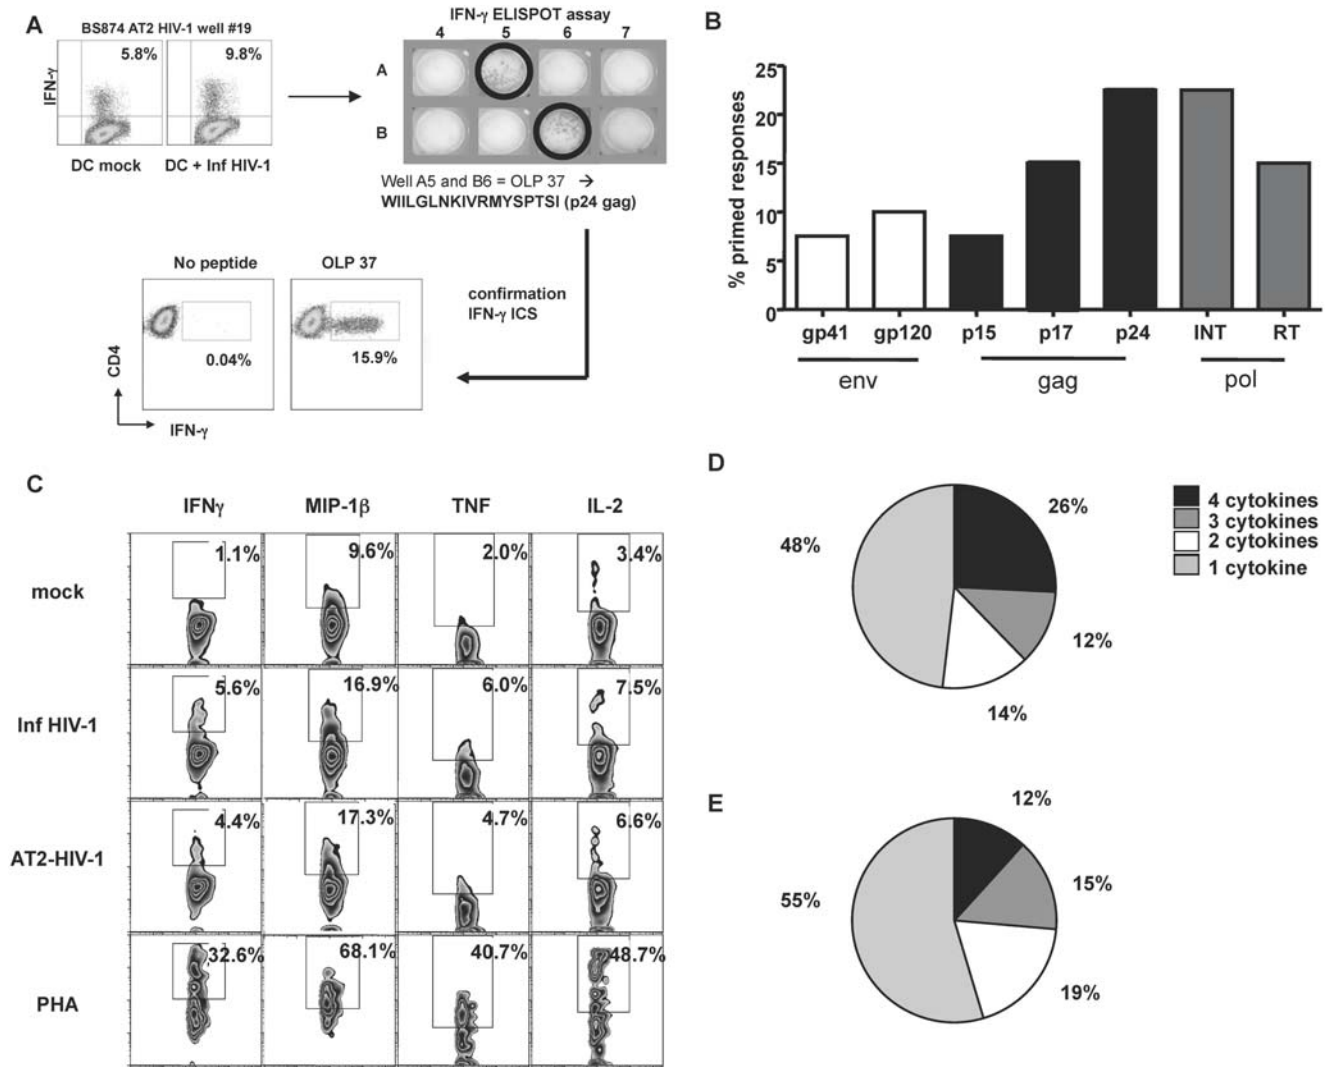 A
BS874 AT2 HIV-1 well #19
IFN-γ
5.8%
9.8%
DC mock
DC + Inf HIV-1
IFN-γ ELISPOT assay
4 5 6 7
A
B
Well A5 and B6 = OLP 37 →
WIILGLNKIVRMYSPTSI (p24 gag)
confirmation
IFN-γ ICS
No peptide
OLP 37
0.04%
15.9%
CD4
IFN-γ
B
% primed responses
25
20
15
10
5
0
gp41 gp120 p15 p17 p24 INT RT
env gag pol
C
IFNγ MIP-1β TNF IL-2
mock
1.1% 9.6% 2.0% 3.4%
Inf HIV-1
5.6% 16.9% 6.0% 7.5%
AT2-HIV-1
4.4% 17.3% 4.7% 6.6%
PHA
32.6% 68.1% 40.7% 48.7%
D
26%
12%
14%
48%
4 cytokines
3 cytokines
2 cytokines
1 cytokine
E
12%
15%
19%
55%